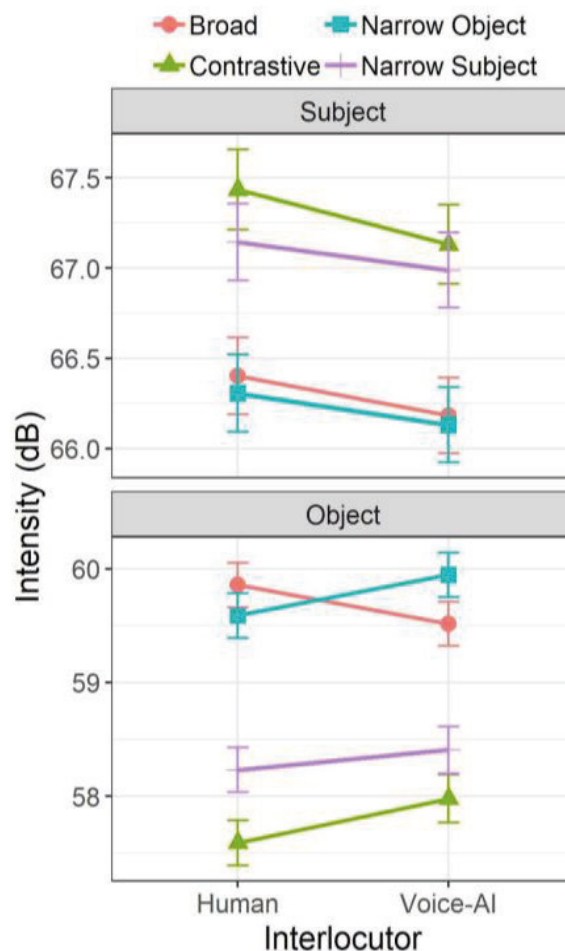 Broad Narrow Object
Contrastive Narrow Subject
Subject
67.5
67.0
66.5
66.0
Intensity (dB)
Object
60
59
58
Human Voice-AI
Interlocutor